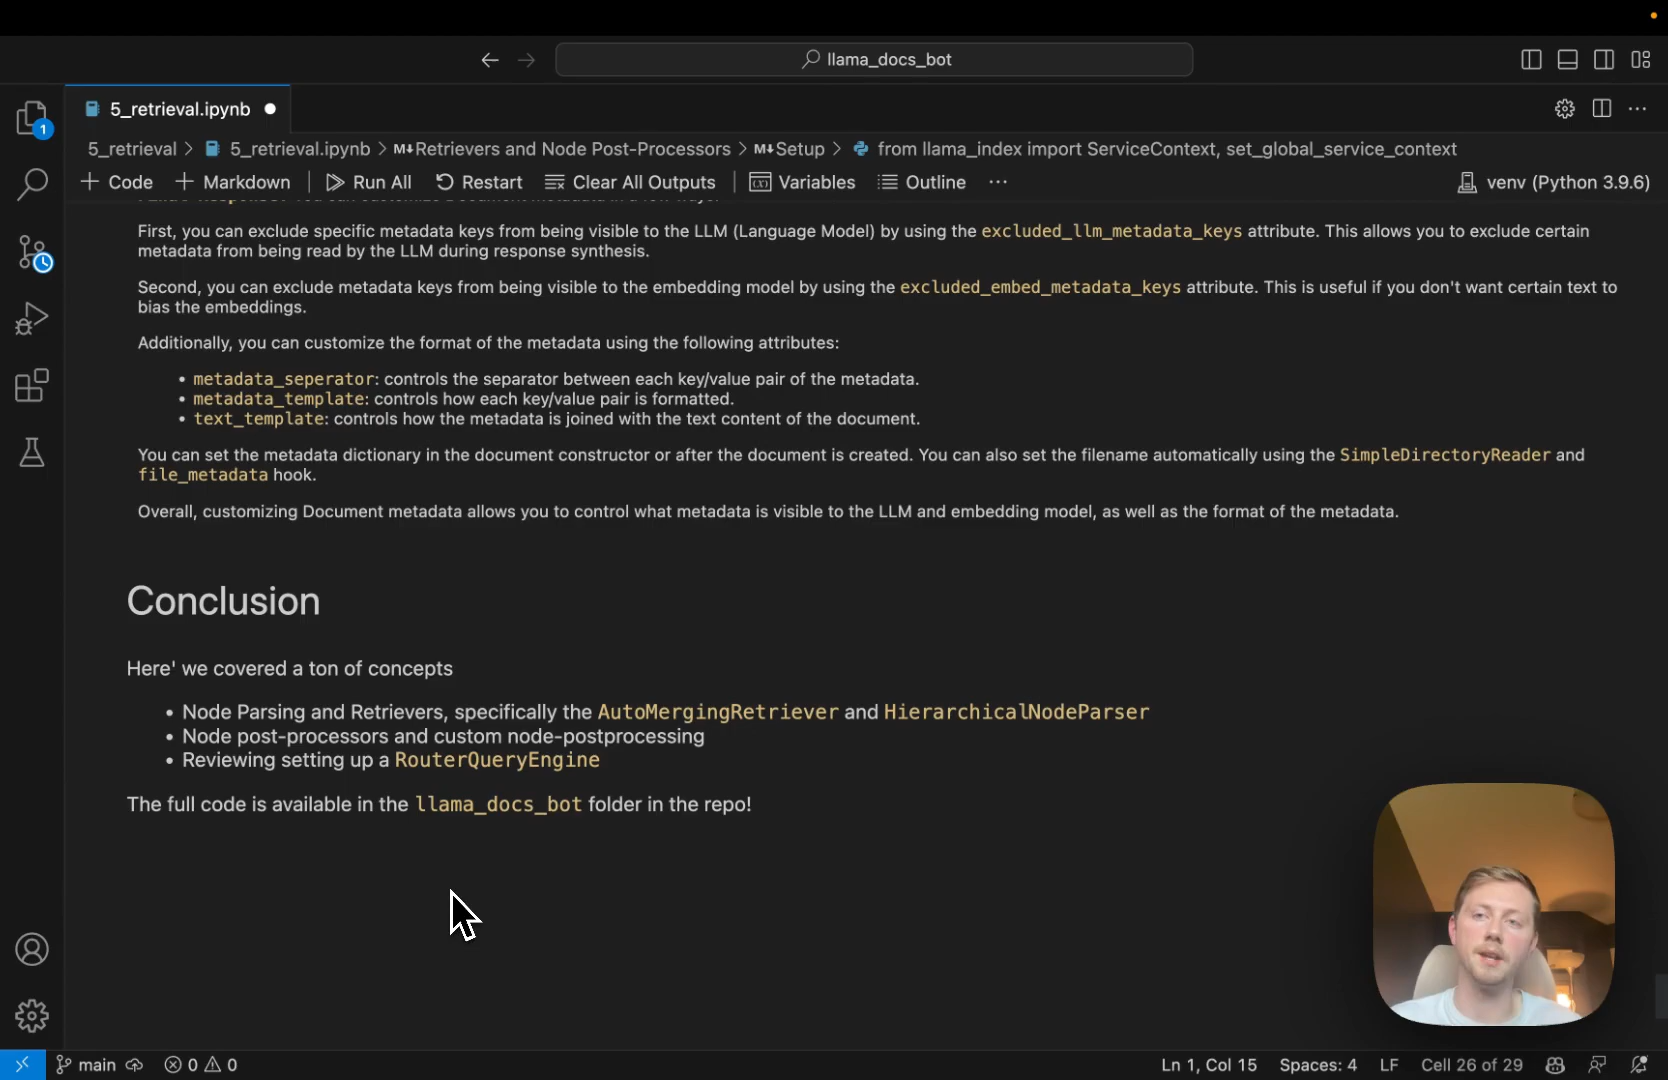 llama_docs_bot
5_retrieval.ipynb
5_retrieval > 5_retrieval.ipynb > M↓Retrievers and Node Post-Processors > M↓Setup > from llama_index import ServiceContext, set_global_service_context
+ Code + Markdown | Run All Restart Clear All Outputs | Variables Outline ... venv (Python 3.9.6)
1
First, you can exclude specific metadata keys from being visible to the LLM (Language Model) by using the excluded_llm_metadata_keys attribute. This allows you to exclude certain
metadata from being read by the LLM during response synthesis.
Second, you can exclude metadata keys from being visible to the embedding model by using the excluded_embed_metadata_keys attribute. This is useful if you don't want certain text to
bias the embeddings.
Additionally, you can customize the format of the metadata using the following attributes:
• metadata_seperator: controls the separator between each key/value pair of the metadata.
• metadata_template: controls how each key/value pair is formatted.
• text_template: controls how the metadata is joined with the text content of the document.
You can set the metadata dictionary in the document constructor or after the document is created. You can also set the filename automatically using the SimpleDirectoryReader and
file_metadata hook.
Overall, customizing Document metadata allows you to control what metadata is visible to the LLM and embedding model, as well as the format of the metadata.
Conclusion
Here' we covered a ton of concepts
• Node Parsing and Retrievers, specifically the AutoMergingRetriever and HierarchicalNodeParser
• Node post-processors and custom node-postprocessing
• Reviewing setting up a RouterQueryEngine
The full code is available in the llama_docs_bot folder in the repo!
main 0 0 Ln 1, Col 15 Spaces: 4 LF Cell 26 of 29